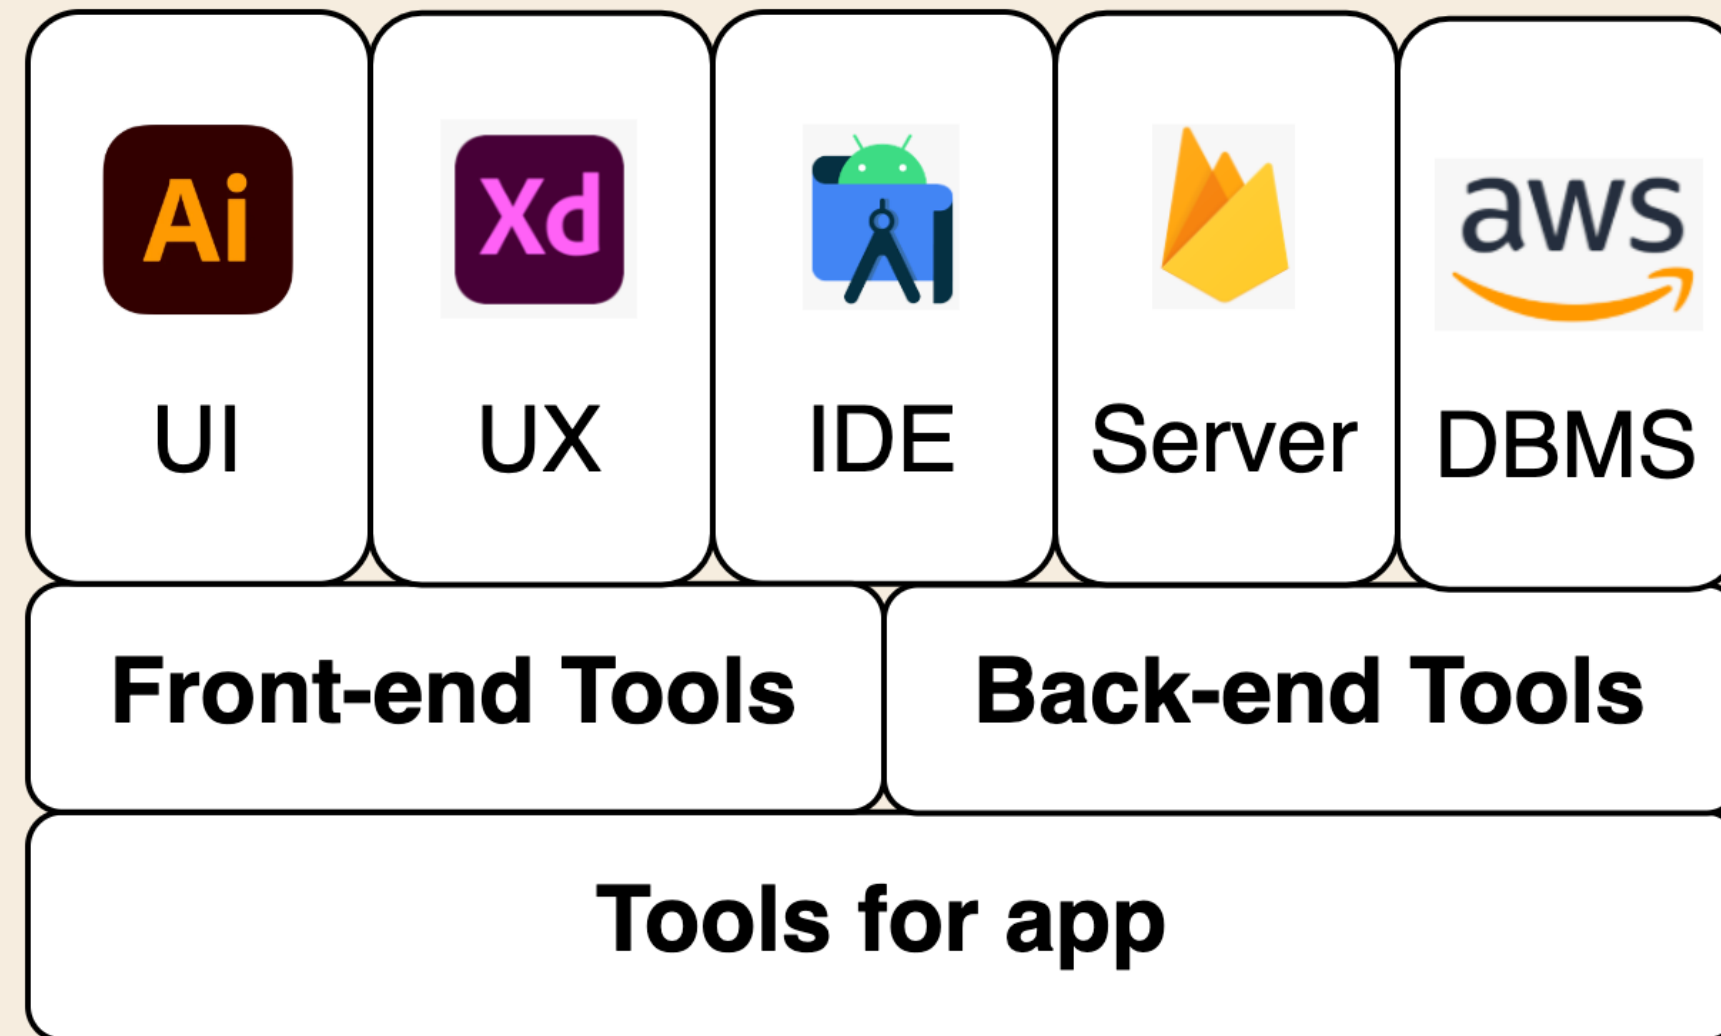 Ai
Xd
aws
UI
UX
IDE
Server
DBMS
Front-end Tools
Back-end Tools
Tools for app